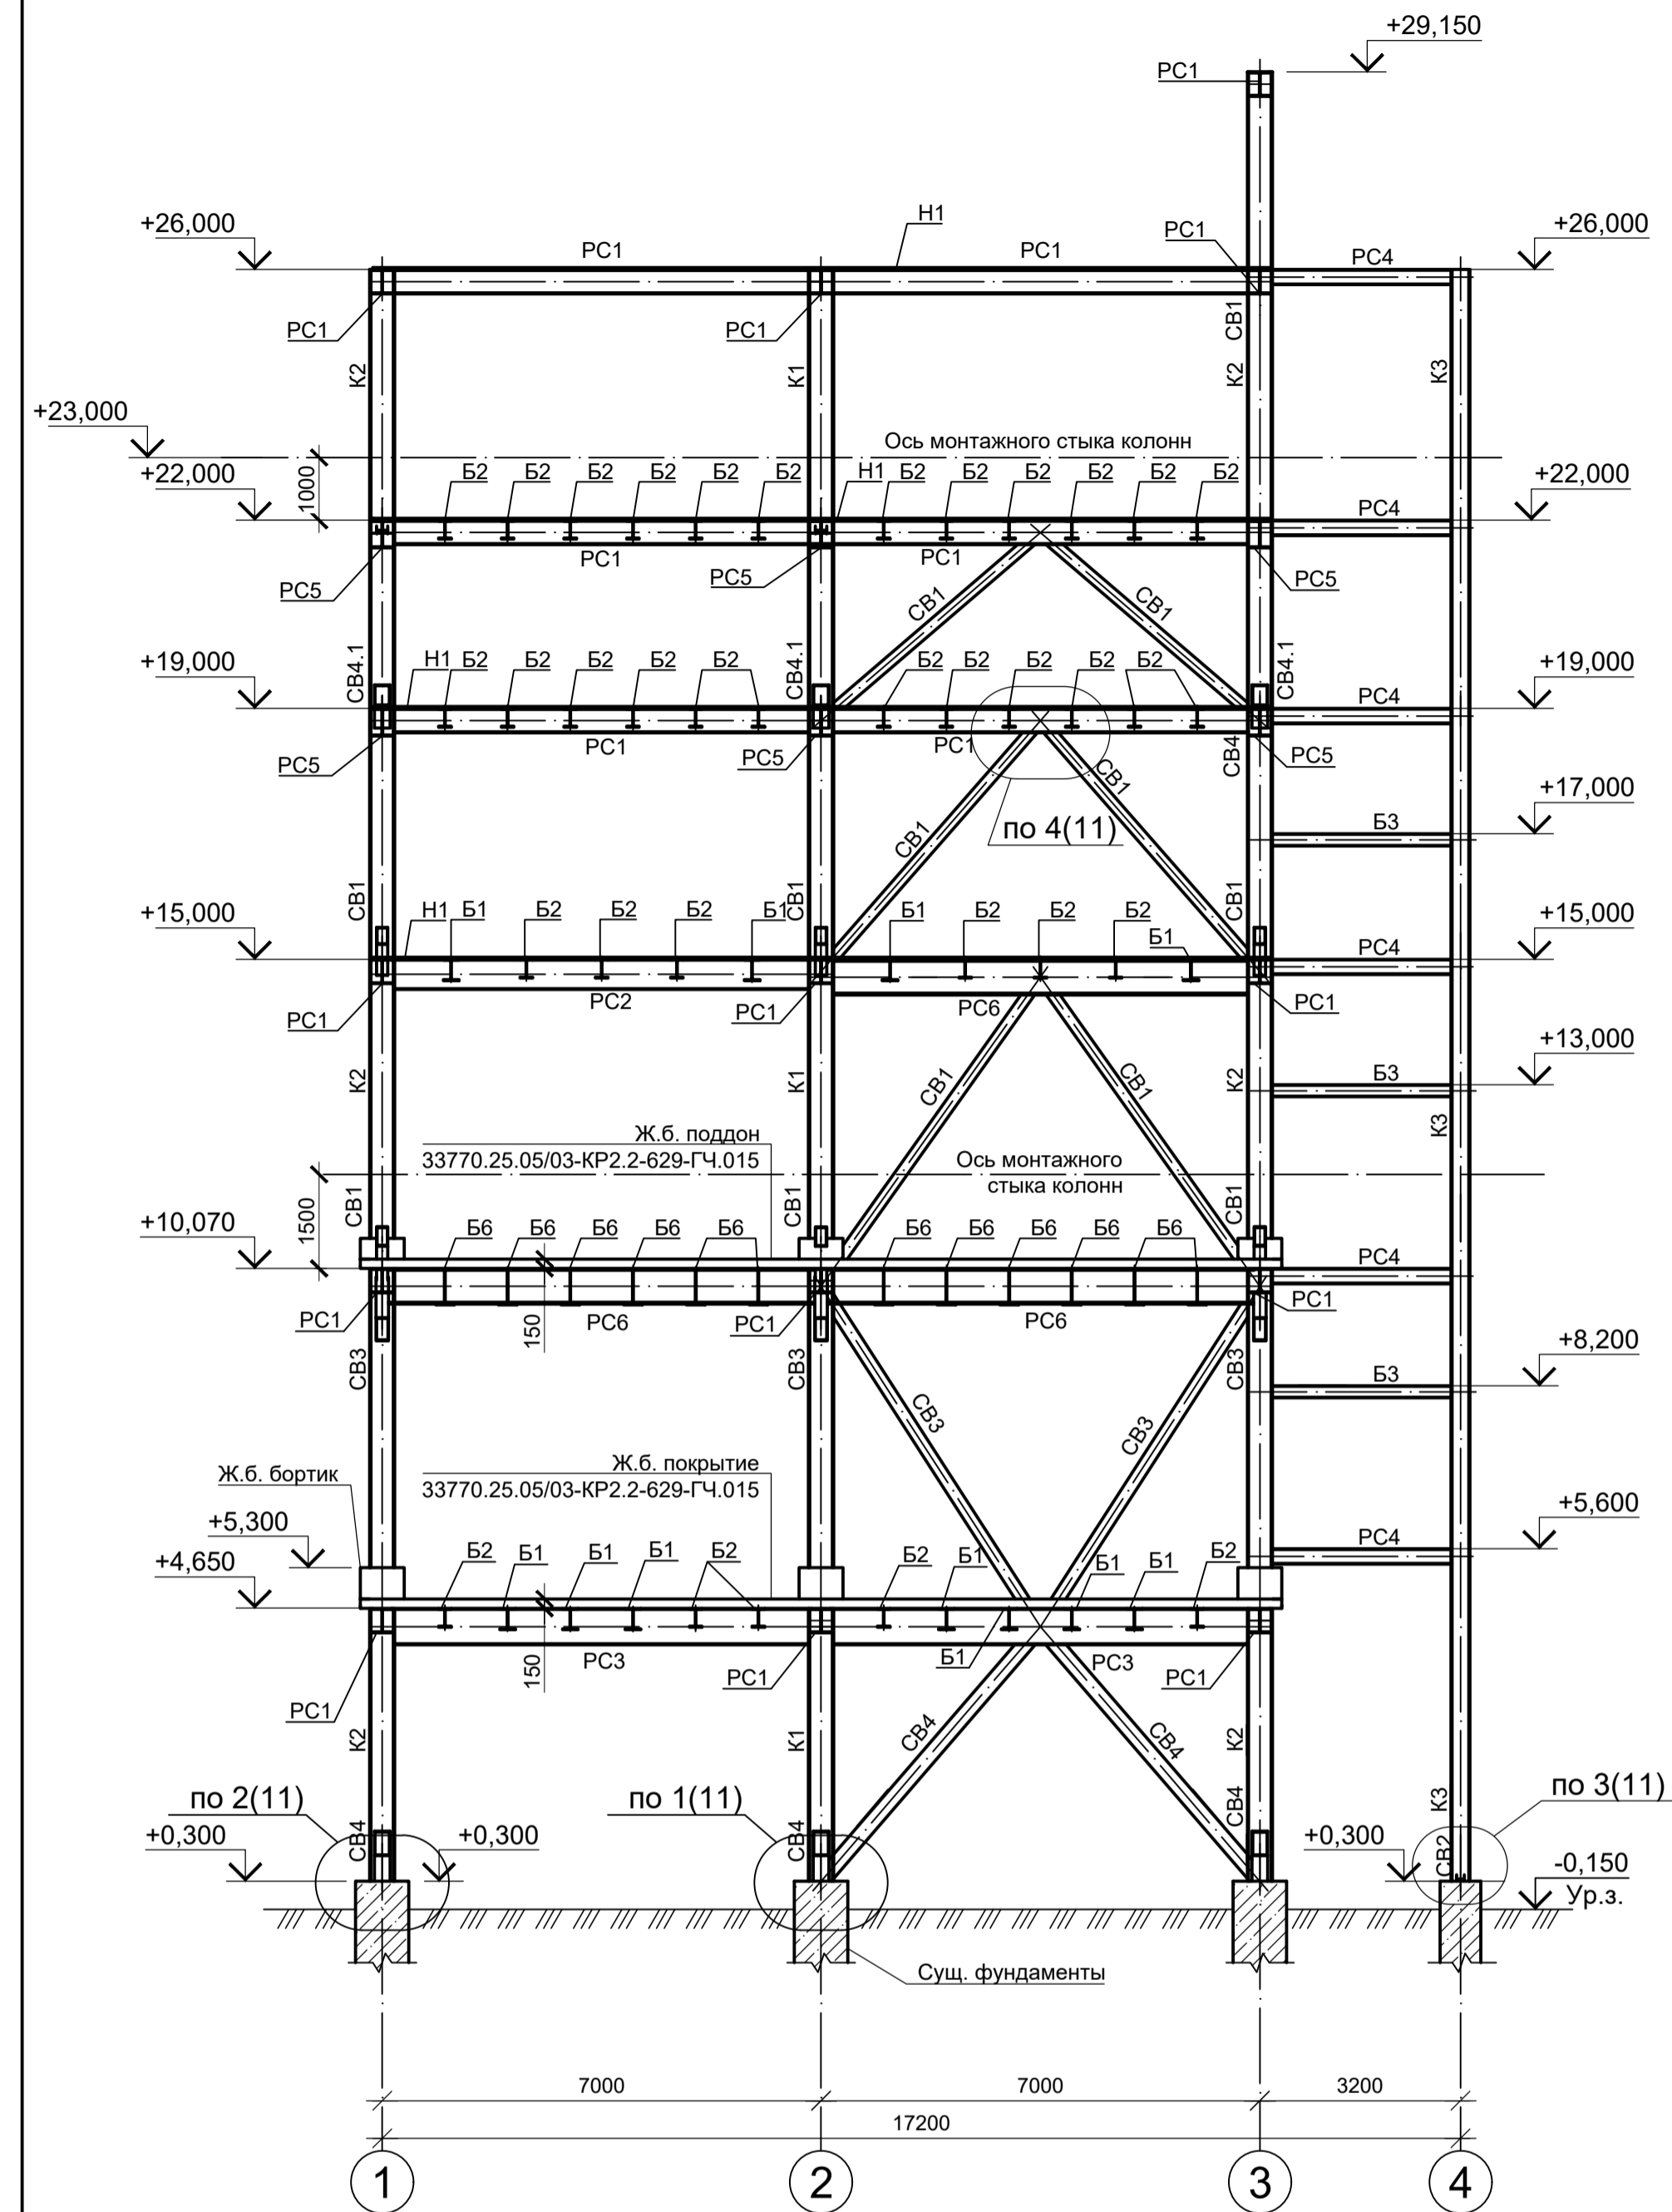 +29,150
РС1
+26,000
РС1
Н1
РС1
РС1
РС4
+26,000
РС1
РС1
СВ1
К2
К1
К2
К3
+23,000
Ось монтажного стыка колонн
1000
+22,000
Б2 Б2 Б2 Б2 Б2 Б2 Н1 Б2 Б2 Б2 Б2 Б2 Б2
РС4
+22,000
РС1
РС1
РС5
РС5
РС5
СВ1
СВ1
СВ4.1
СВ4.1
СВ4.1
+19,000
Н1 Б2 Б2 Б2 Б2 Б2 Б2 Б2 Б2 Б2 Б2
РС4
+19,000
РС1
РС1
РС5
РС5
СВ4
РС5
СВ1
СВ1
по 4(11)
+17,000
Б3
СВ1
СВ1
СВ1
+15,000
Н1 Б1 Б2 Б2 Б2 Б1 Б1 Б2 Б2 Б2 Б1
РС4
+15,000
РС2
РС6
РС1
РС1
РС1
+13,000
Б3
К2
К1
СВ1
СВ1
К2
К3
Ж.б. поддон
33770.25.05/03-КР2.2-629-ГЧ.015
Ось монтажного
стыка колонн
1500
СВ1
СВ1
СВ1
+10,070
Б6 Б6 Б6 Б6 Б6 Б6 Б6 Б6 Б6 Б6
РС4
РС1
150
РС6
РС1
РС6
РС1
СВ3
СВ3
СВ3
+8,200
Б3
СВ3
СВ3
Ж.б. бортик
Ж.б. покрытие
33770.25.05/03-КР2.2-629-ГЧ.015
+5,300
+5,600
РС4
+4,650
Б2 Б1 Б1 Б1 Б2 Б2 Б1 Б1 Б1 Б2
150
РС3
РС1
Б1
РС3
РС1
РС1
К2
К1
СВ4
СВ4
К2
К3
по 2(11)
по 1(11)
по 3(11)
+0,300
СВ4
+0,300
СВ4
СВ4
+0,300
СВ2
-0,150
Ур.з.
Сущ. фундаменты
7000
7000
3200
17200
1
2
3
4